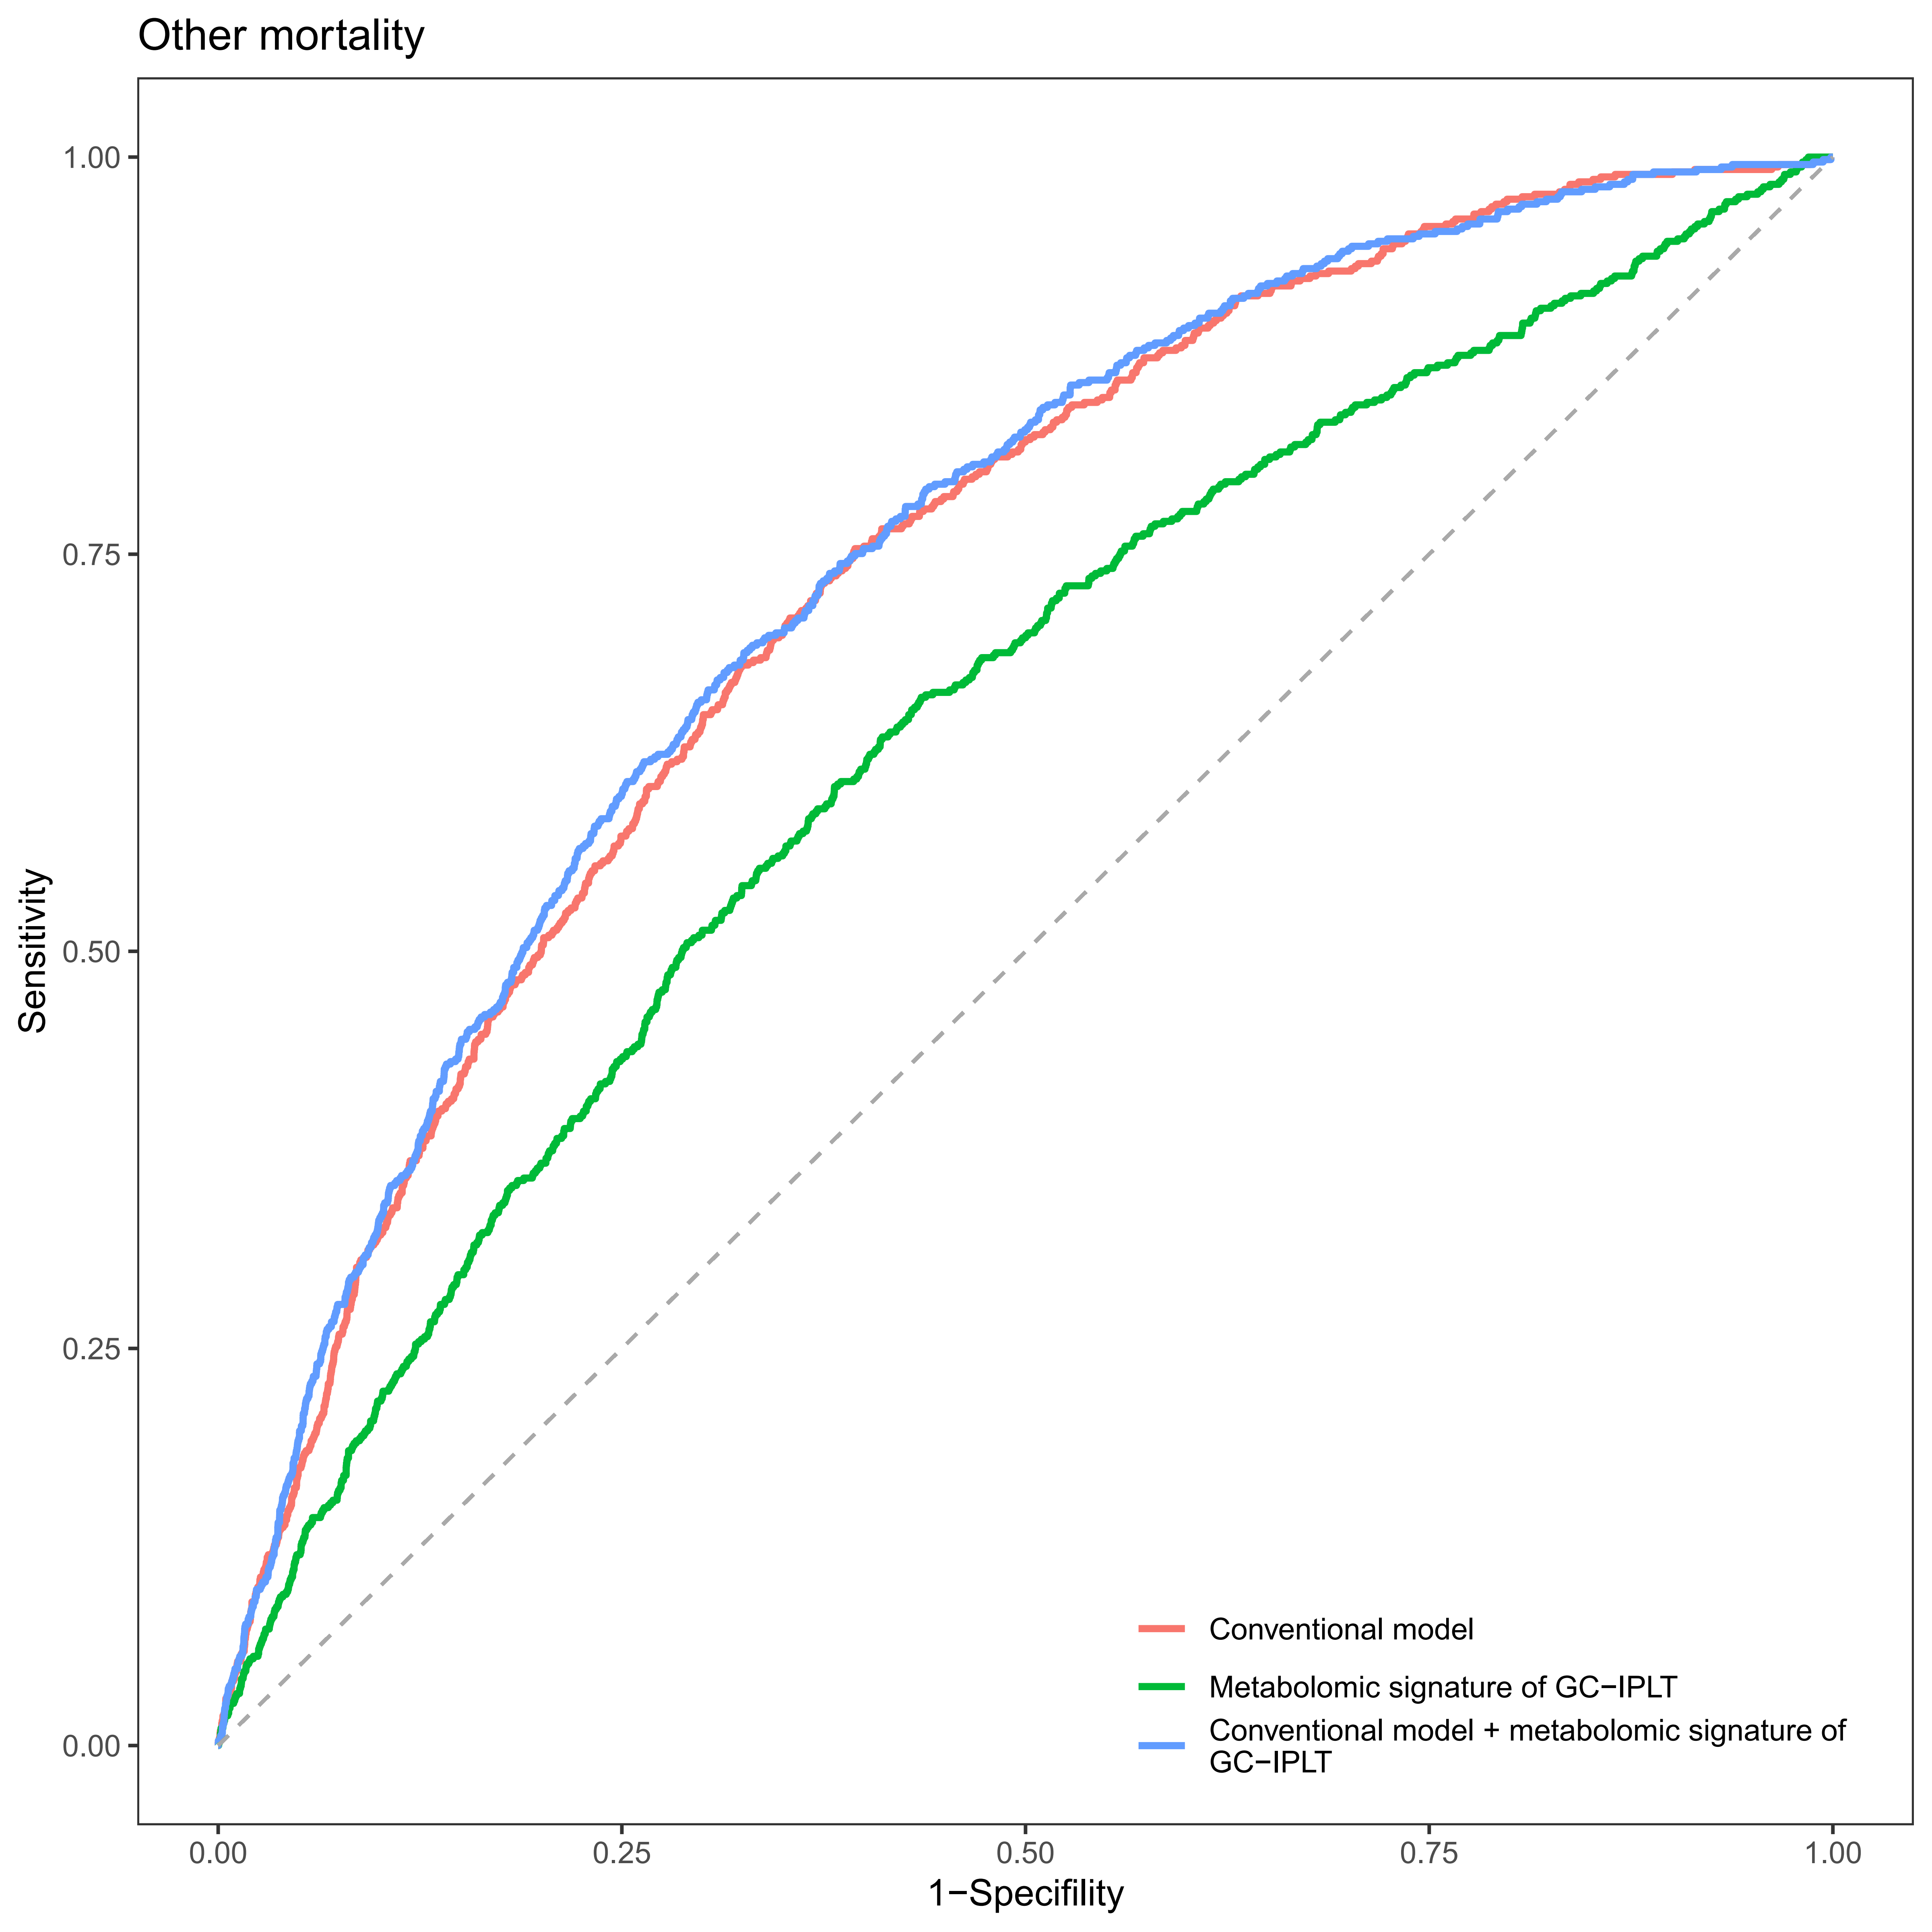 Other mortality
1.00
0.75
0.50
0.25
0.00
Sensitivity
Conventional model
Metabolomic signature of GC−IPLT
Conventional model + metabolomic signature of
GC−IPLT
0.00
0.25
0.50
0.75
1.00
1−Specifility